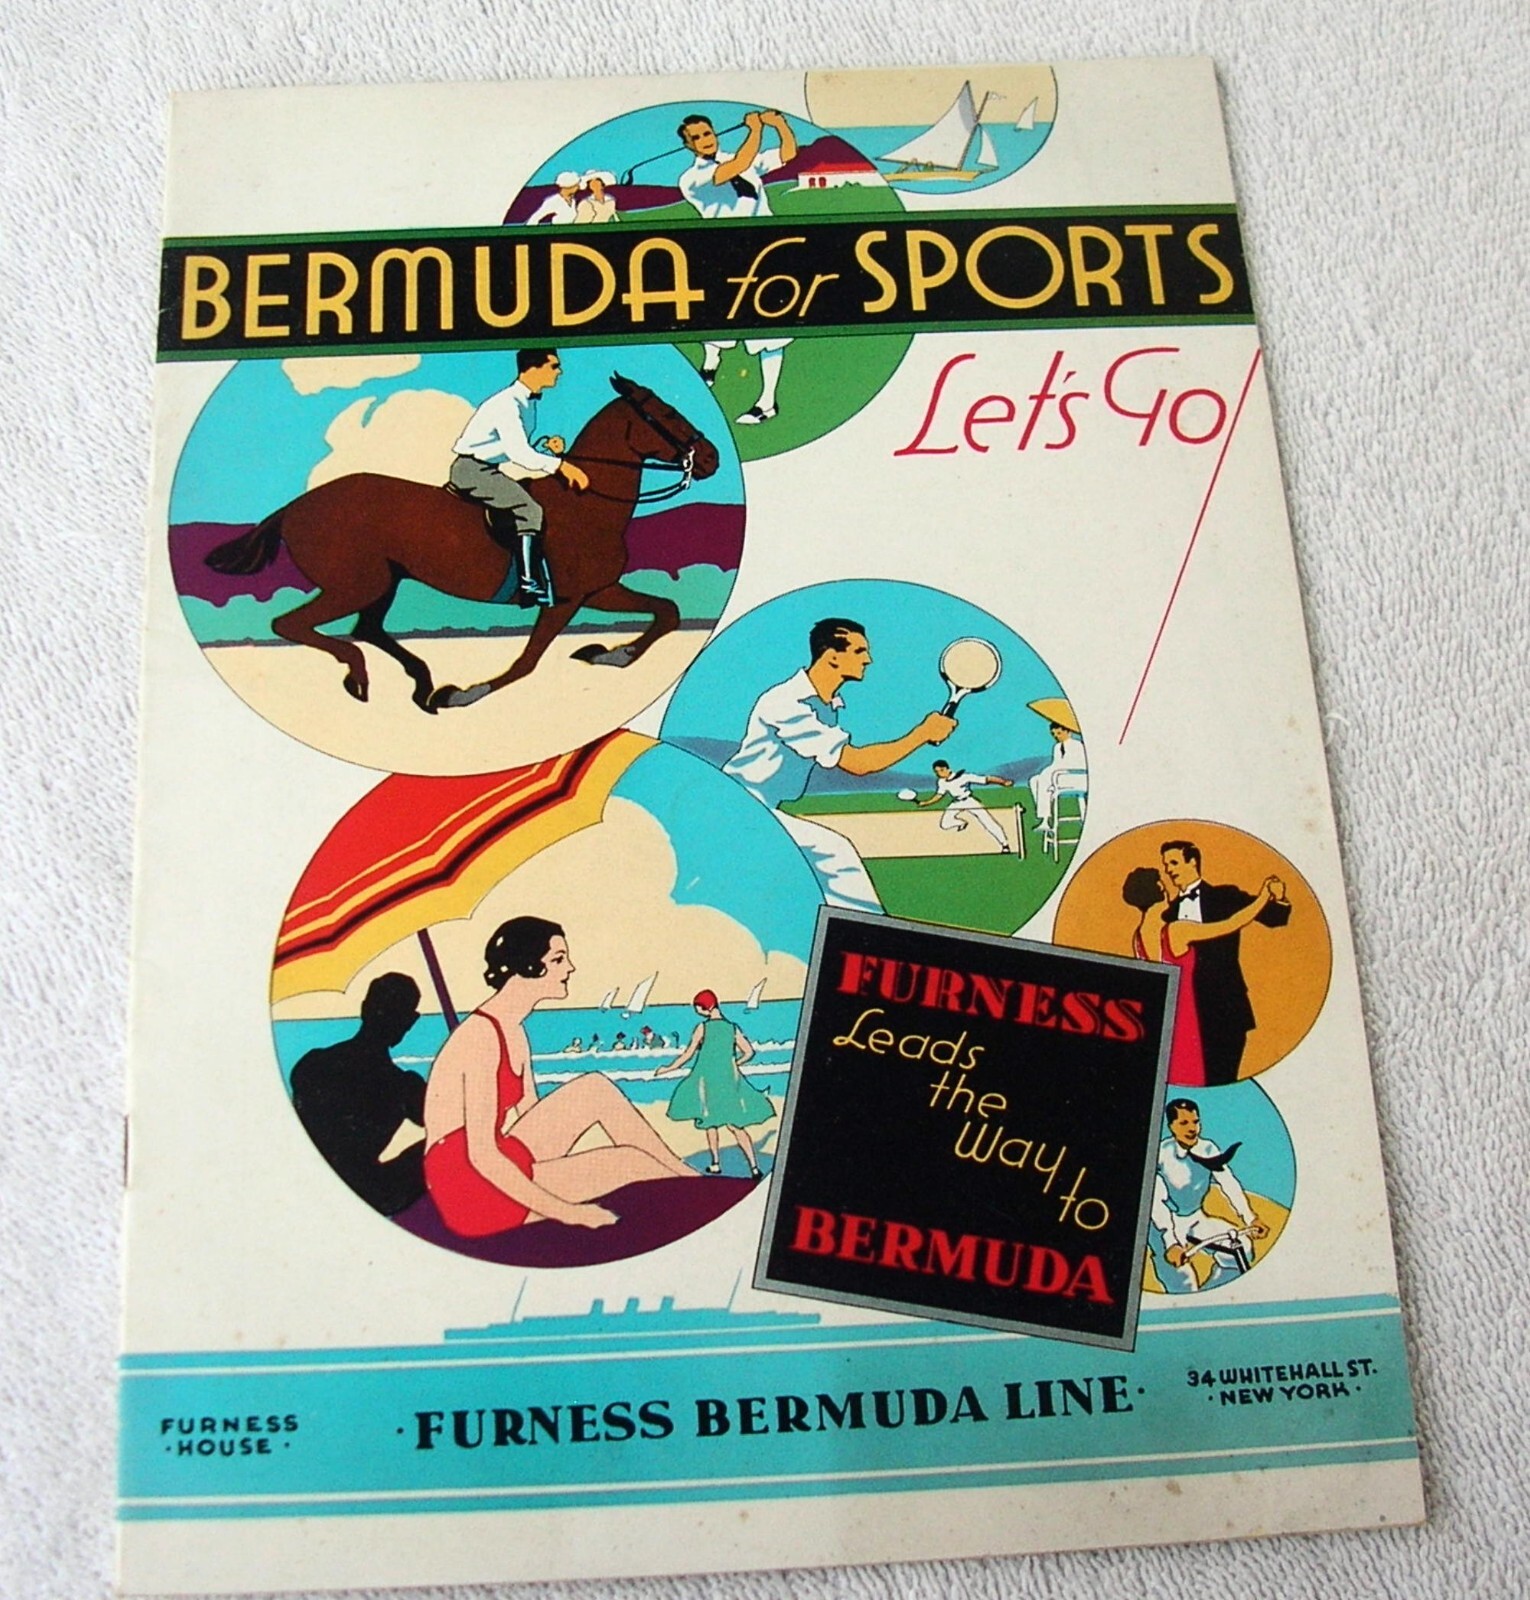 BERMUDA for SPORTS
Let's Go!
FURNESS
Leads
the
Way
to
BERMUDA
FURNESS
· HOUSE ·
· FURNESS BERMUDA LINE ·
34 WHITEHALL ST.
· NEW YORK ·